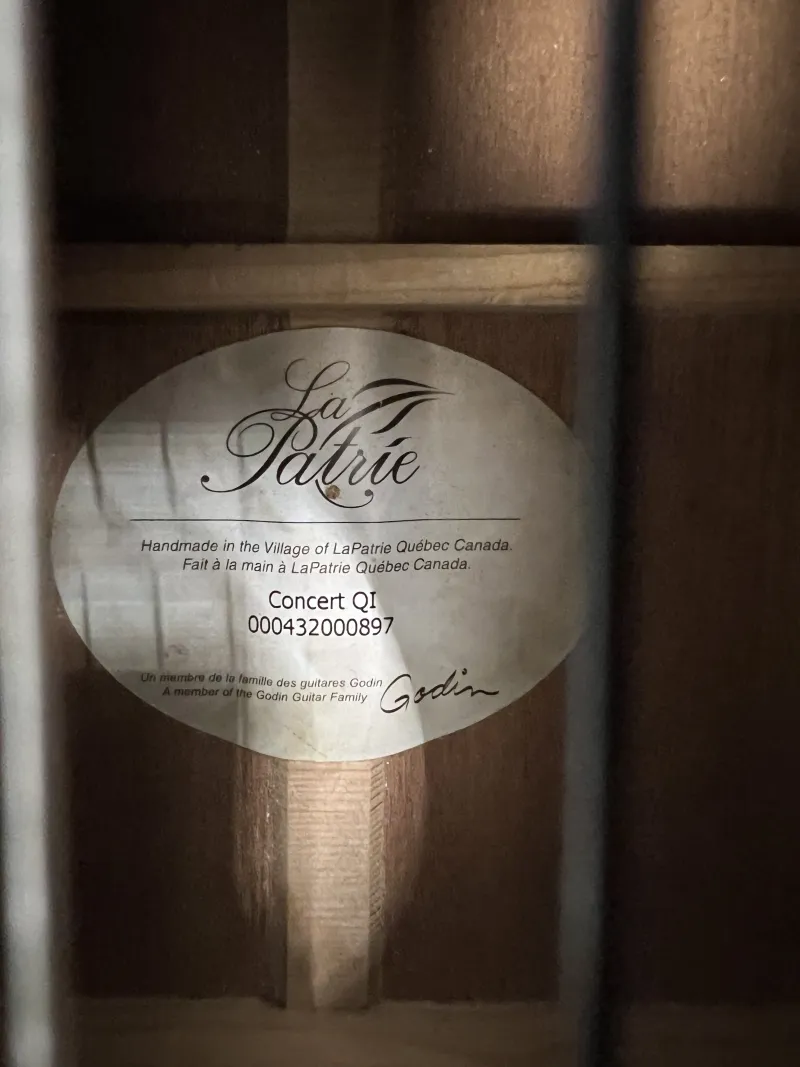 La
Patrie
Handmade in the Village of LaPatrie Québec Canada.
Fait à la main à LaPatrie Québec Canada.
Concert QI
000432000897
Un membre de la famille des guitares Godin
A member of the Godin Guitar Family
Godin